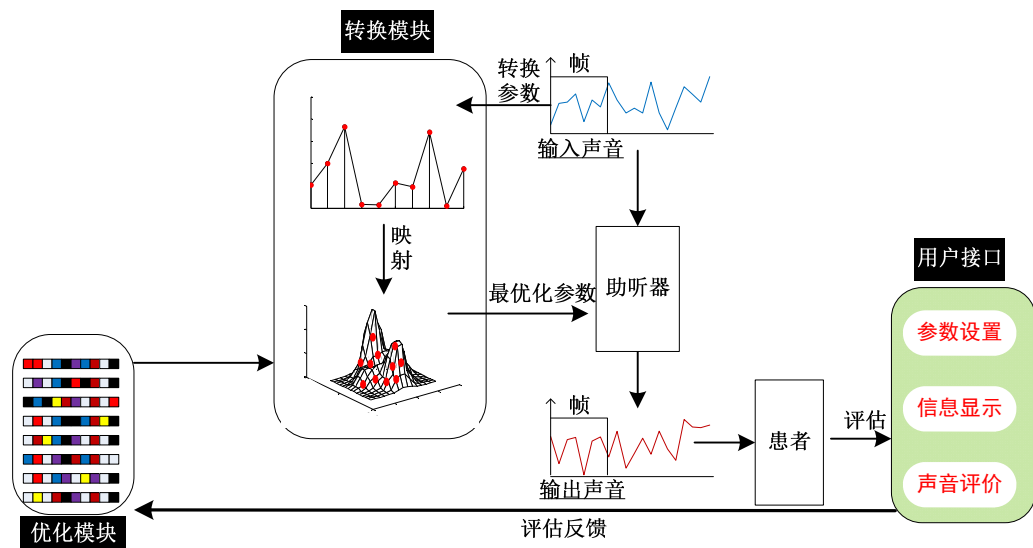 转换模块
转换
参数
帧
输入声音
映
射
最优化参数
助听器
用户接口
参数设置
信息显示
声音评价
帧
输出声音
患者
评估
优化模块
评估反馈